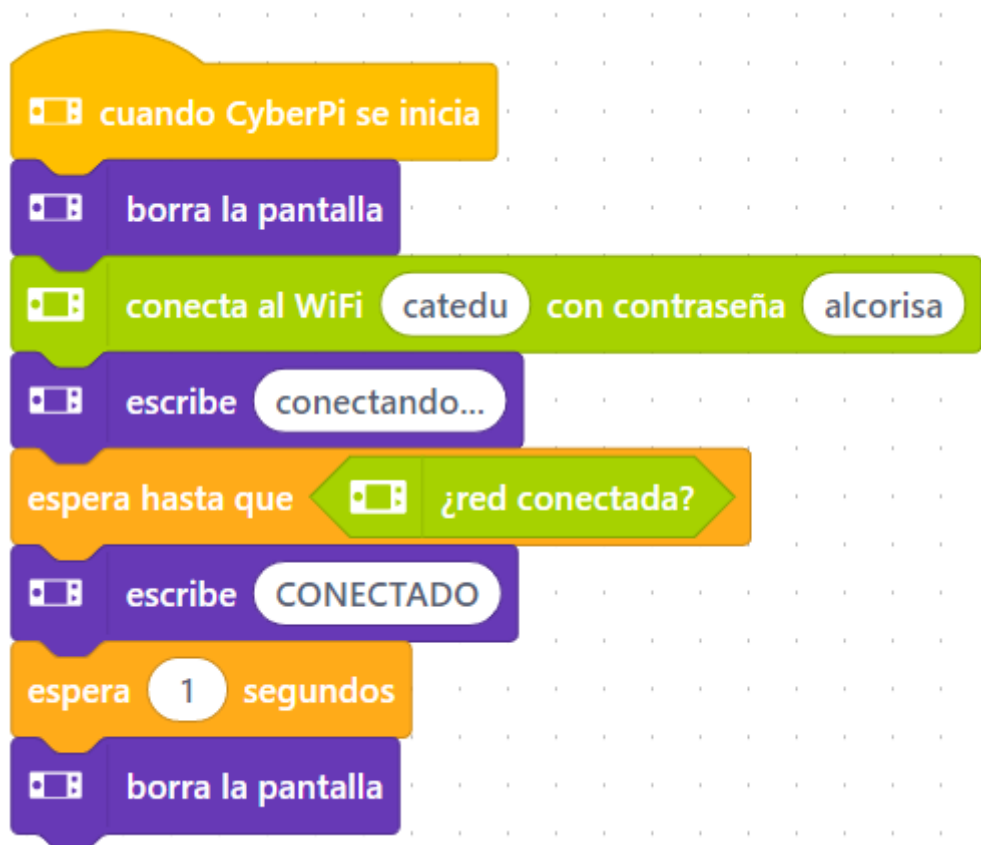 cuando CyberPi se inicia
borra la pantalla
conecta al WiFi catedu con contraseña alcorisa
escribe conectando...
espera hasta que ¿red conectada?
escribe CONECTADO
espera 1 segundos
borra la pantalla